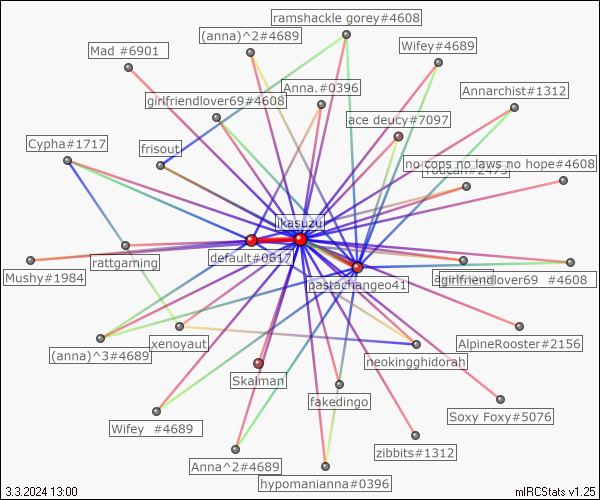 ramshackle gorey#4608
(anna)^2#4689
Wifey#4689
Mad #6901
Anna.#0396
Annarchist#1312
girlfriendlover69#4608
ace deucy#7097
Cypha#1717
frisout
no cops no laws no hope#4608
ikasuzu
default#0617
rattgaming
Mushy#1984
pastachangeo41
girlfriendlover69 #4608
(anna)^3#4689
xenoyaut
neokingghidorah
AlpineRooster#2156
Skalman
fakedingo
Soxy Foxy#5076
Wifey #4689
zibbits#1312
Anna^2#4689
hypomanianna#0396
3.3.2024 13:00
mIRCStats v1.25